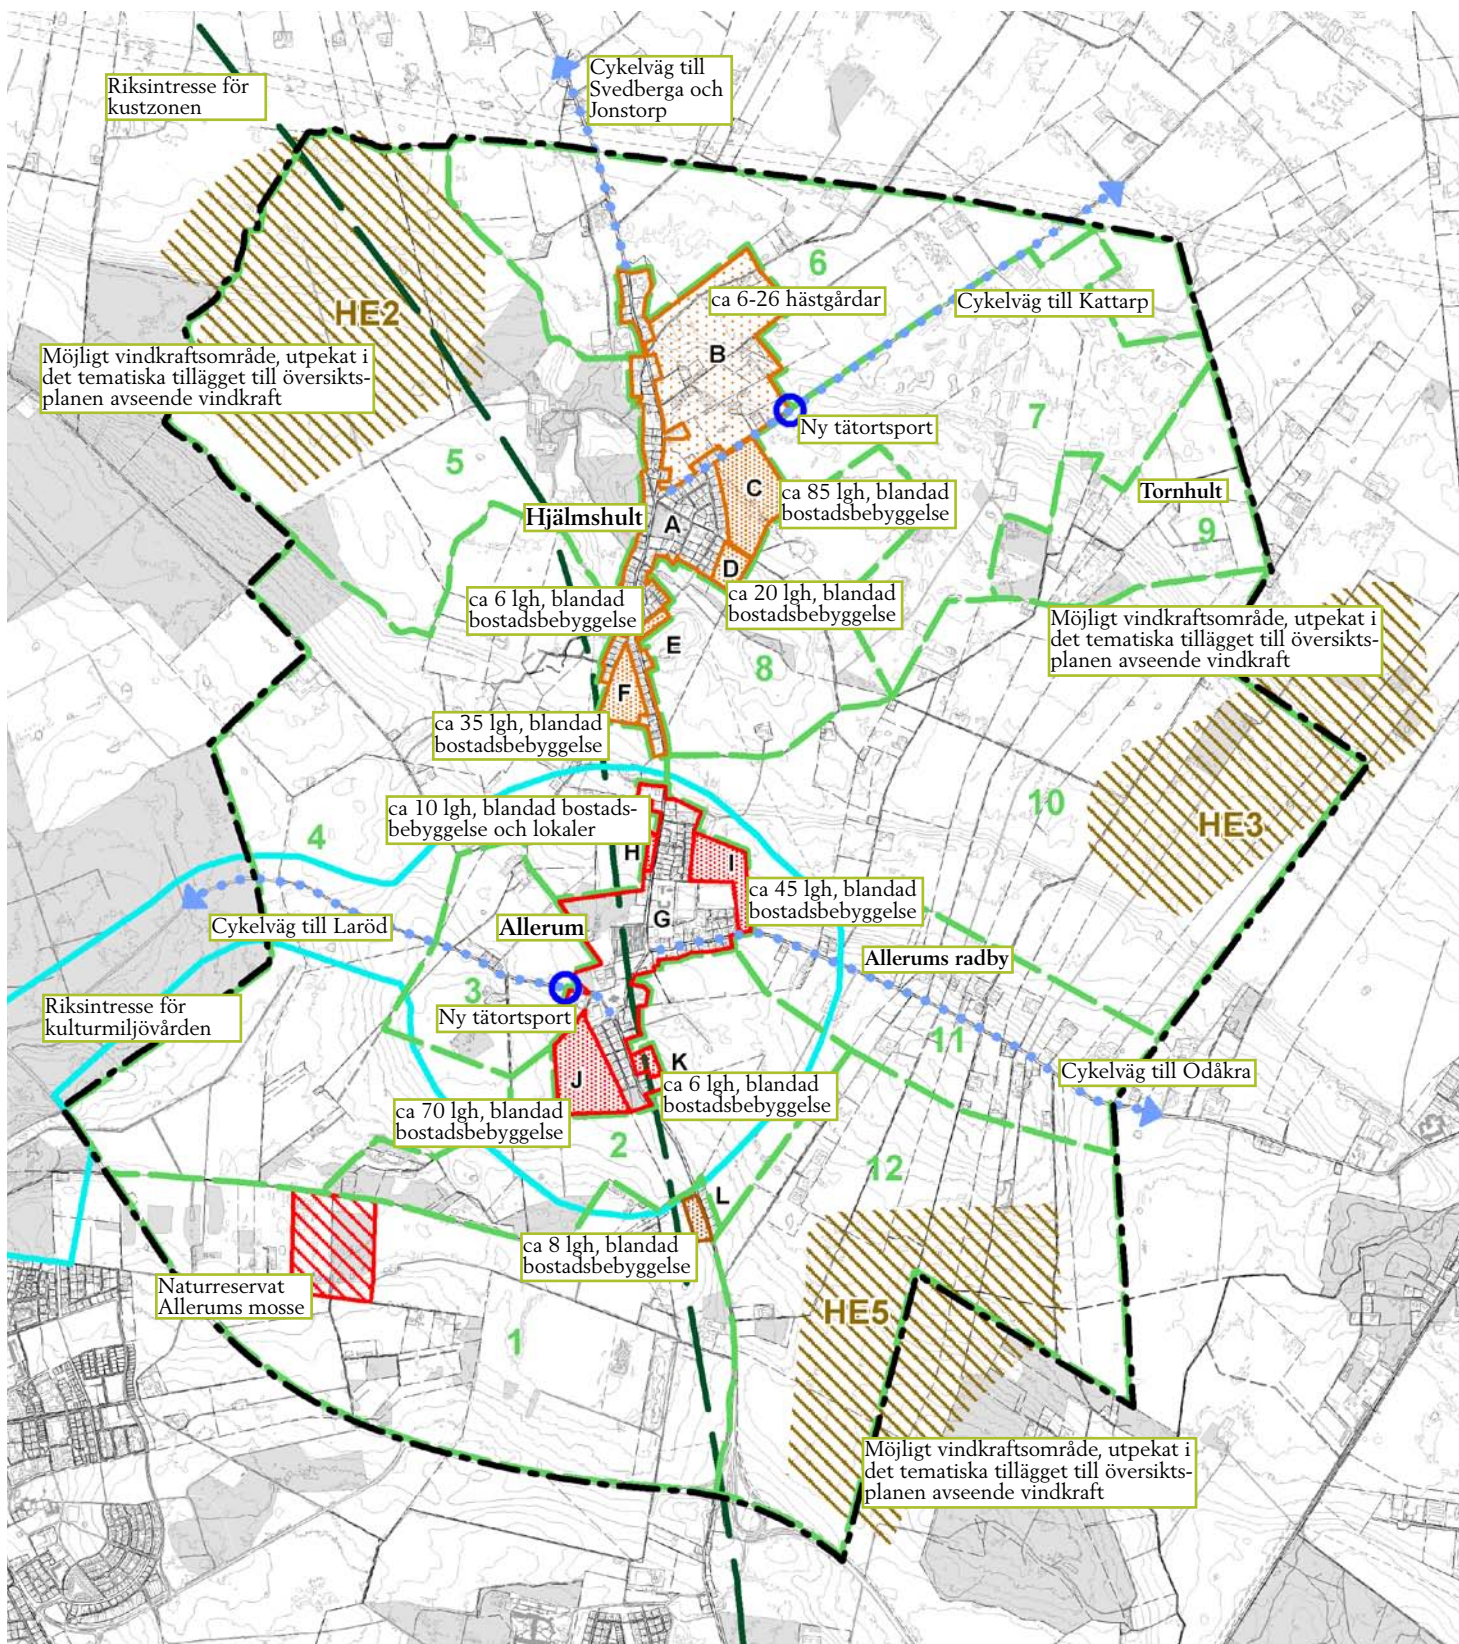 Cykelväg till
Svedberga och
Jonstorp
Riksintresse för
kustzonen
6
ca 6-26 hästgårdar
Cykelväg till Kattarp
HE2
B
Möjligt vindkraftsområde, utpekat i
det tematiska tillägget till översikts-
planen avseende vindkraft
7
Ny tätortsport
5
C
ca 85 lgh, blandad
bostadsbebyggelse
Tornhult
Hjälmshult
A
9
D
ca 20 lgh, blandad
bostadsbebyggelse
ca 6 lgh, blandad
bostadsbebyggelse
E
Möjligt vindkraftsområde, utpekat i
det tematiska tillägget till översikts-
planen avseende vindkraft
8
F
ca 35 lgh, blandad
bostadsbebyggelse
10
HE3
ca 10 lgh, blandad bostads-
bebyggelse och lokaler
4
H
I
ca 45 lgh, blandad
bostadsbebyggelse
Cykelväg till Laröd
Allerum
G
Allerums radby
3
Riksintresse för
kulturmiljövården
Ny tätortsport
11
K
Cykelväg till Odåkra
J
ca 6 lgh, blandad
bostadsbebyggelse
ca 70 lgh, blandad
bostadsbebyggelse
2
12
L
ca 8 lgh, blandad
bostadsbebyggelse
Naturreservat
Allerums mosse
HE5
1
Möjligt vindkraftsområde, utpekat i
det tematiska tillägget till översikts-
planen avseende vindkraft